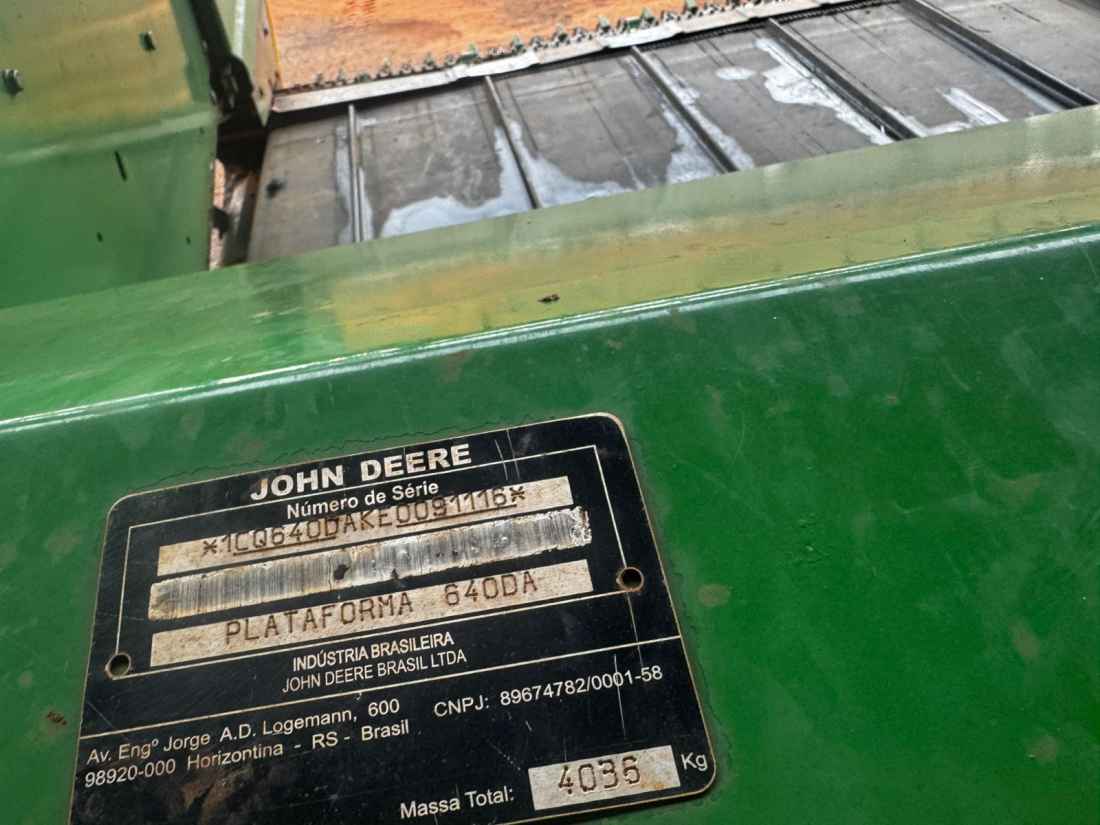 JOHN DEERE
Número de Série
*1CQ640DAKE0091116*
PLATAFORMA 640DA
INDÚSTRIA BRASILEIRA
JOHN DEERE BRASIL LTDA
Av. Engº Jorge A.D. Logemann, 600 CNPJ: 89674782/0001-58
98920-000 Horizontina - RS - Brasil
Massa Total: 4036 Kg